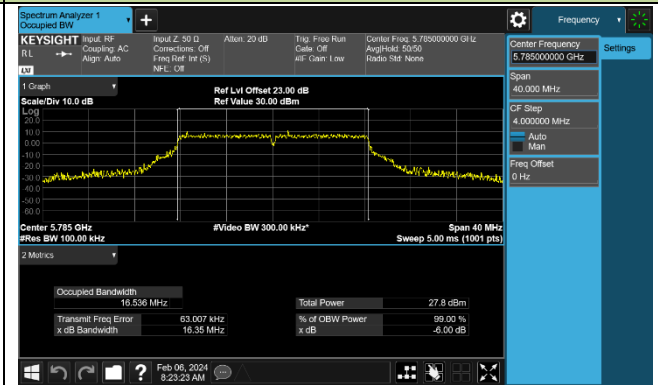 Spectrum Analyzer 1
Occupied BW
Frequency
KEYSIGHT
Input: RF
Coupling: AC
Align: Auto
Input Z: 50 Ω
Corrections: Off
Freq Ref: Int (S)
NFE: Off
Atten: 20 dB
Trig: Free Run
Gate: Off
#IF Gain: Low
Center Freq: 5.785000000 GHz
Avg|Hold: 50/50
Radio Std: None
RL
LXI
Center Frequency
5.785000000 GHz
Settings
Span
40.000 MHz
CF Step
4.000000 MHz
Auto
Man
Freq Offset
0 Hz
1 Graph
Scale/Div 10.0 dB
Ref Lvl Offset 23.00 dB
Ref Value 30.00 dBm
Log
20.0
10.0
0.00
-10.0
-20.0
-30.0
-40.0
-50.0
-60.0
Center 5.785 GHz
#Res BW 100.00 kHz
#Video BW 300.00 kHz*
Span 40 MHz
Sweep 5.00 ms (1001 pts)
2 Metrics
Occupied Bandwidth
16.536 MHz
Total Power 27.8 dBm
Transmit Freq Error 63.007 kHz
% of OBW Power 99.00 %
x dB Bandwidth 16.35 MHz
x dB -6.00 dB
?
Feb 06, 2024
8:23:23 AM